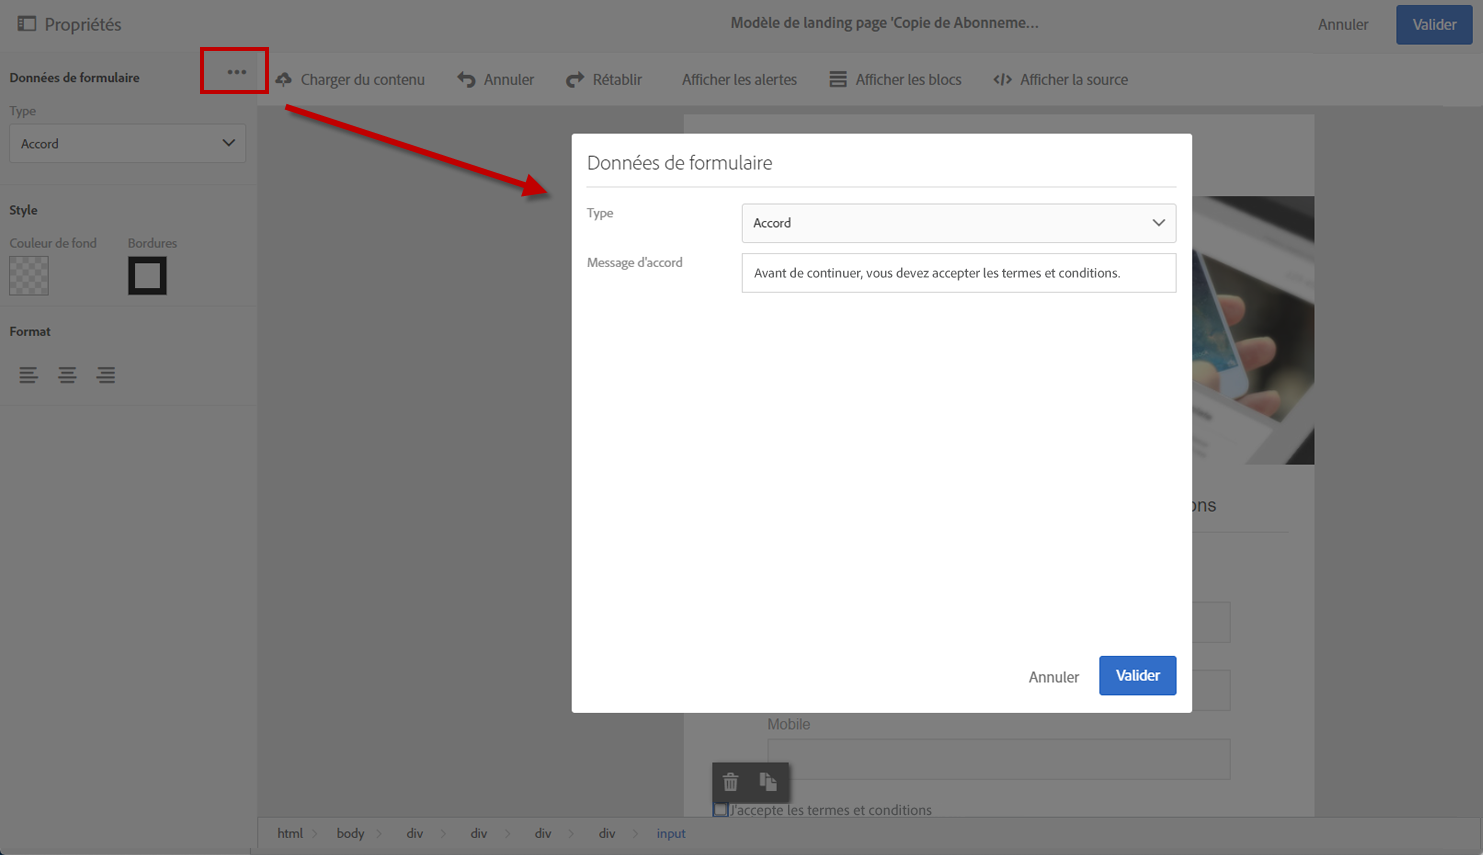 Propriétés
Modèle de landing page 'Copie de Abonneme...
Annuler
Valider
Données de formulaire
Charger du contenu
Annuler
Rétablir
Afficher les alertes
Afficher les blocs
Afficher la source
Type
Accord
Style
Couleur de fond
Bordures
Format
Données de formulaire
Type
Accord
Message d'accord
Avant de continuer, vous devez accepter les termes et conditions.
Annuler
Valider
Mobile
J'accepte les termes et conditions
html
body
div
div
div
div
input